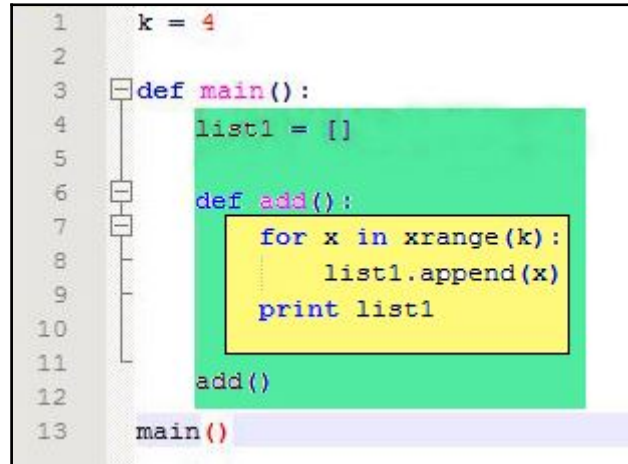 1 k = 4
2
3 def main():
4 list1 = []
5
6 def add():
7 for x in xrange(k):
8 list1.append(x)
9 print list1
10
11
12 add()
13 main()